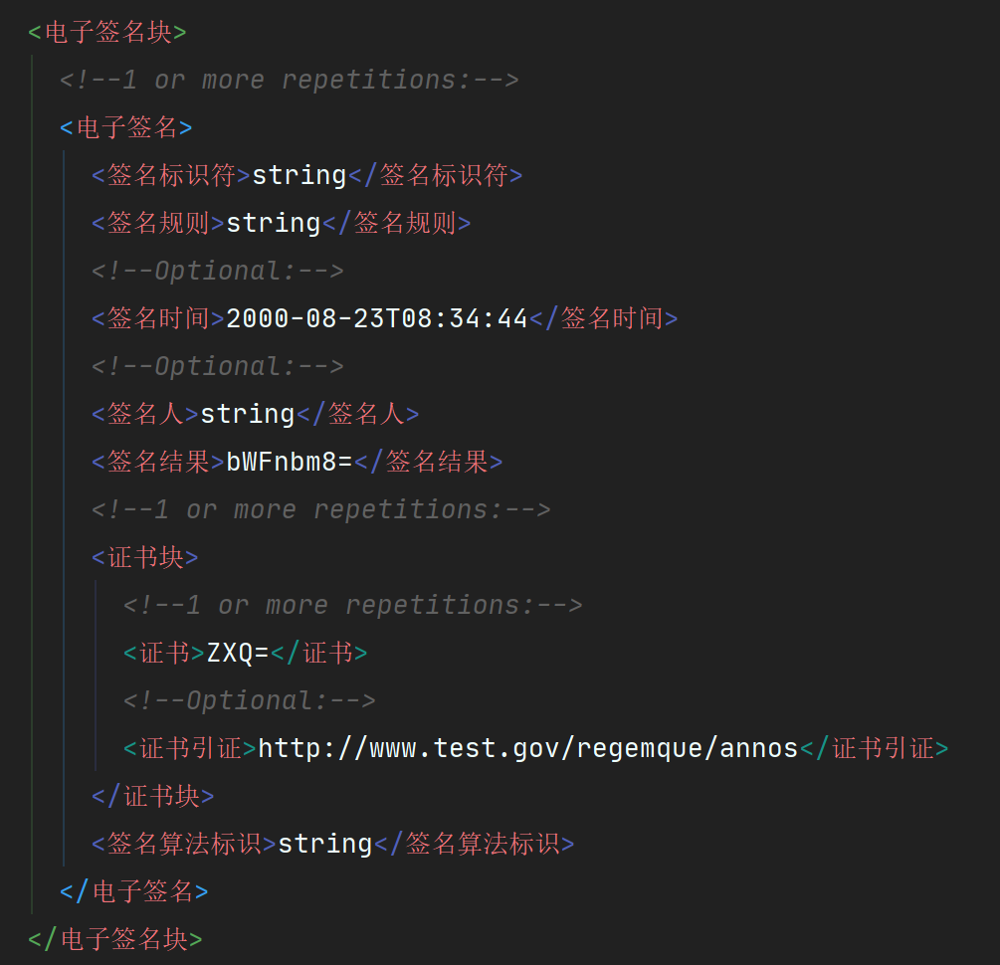 <电子签名块>
<!--1 or more repetitions:-->
<电子签名>
<签名标识符>string</签名标识符>
<签名规则>string</签名规则>
<!--Optional:-->
<签名时间>2000-08-23T08:34:44</签名时间>
<!--Optional:-->
<签名人>string</签名人>
<签名结果>bWFnbm8=</签名结果>
<!--1 or more repetitions:-->
<证书块>
<!--1 or more repetitions:-->
<证书>ZXQ=</证书>
<!--Optional:-->
<证书引证>http://www.test.gov/regemque/annos</证书引证>
</证书块>
<签名算法标识>string</签名算法标识>
</电子签名>
</电子签名块>